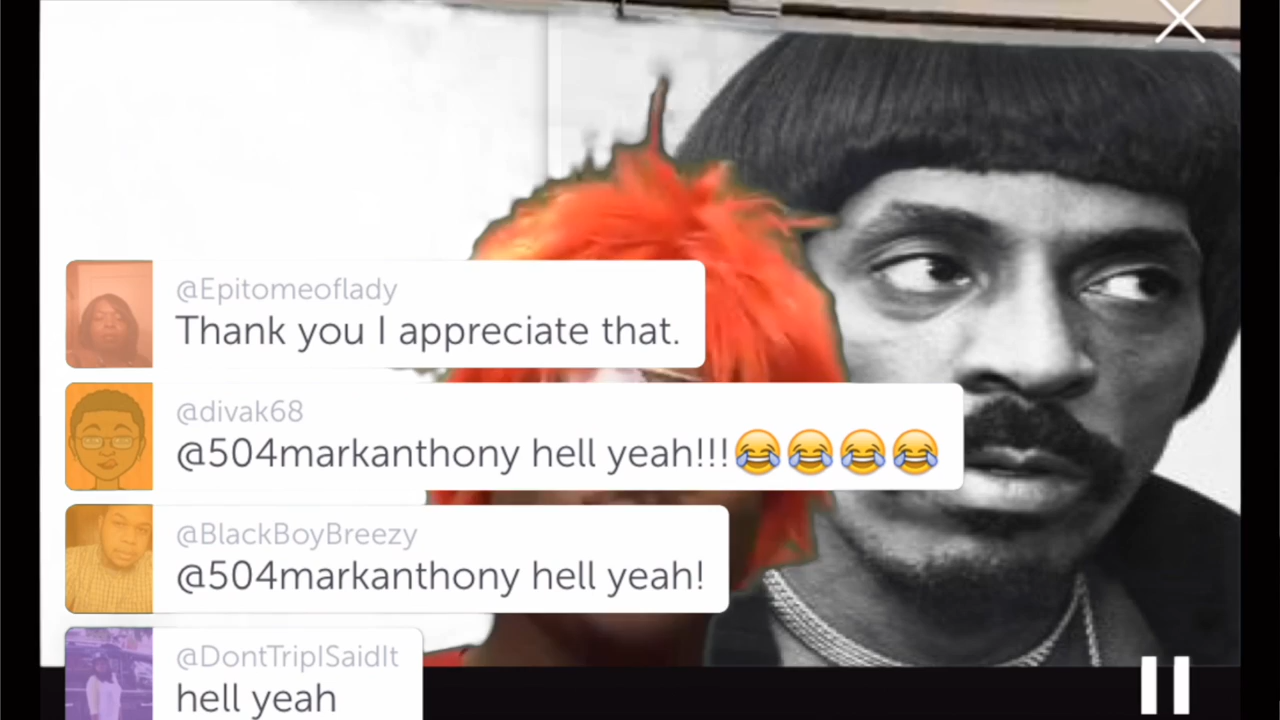 @Epitomeoflady
Thank you I appreciate that.
@divak68
@504markanthony hell yeah!!!😂😂😂😂
@BlackBoyBreezy
@504markanthony hell yeah!
@DontTripISaidIt
hell yeah